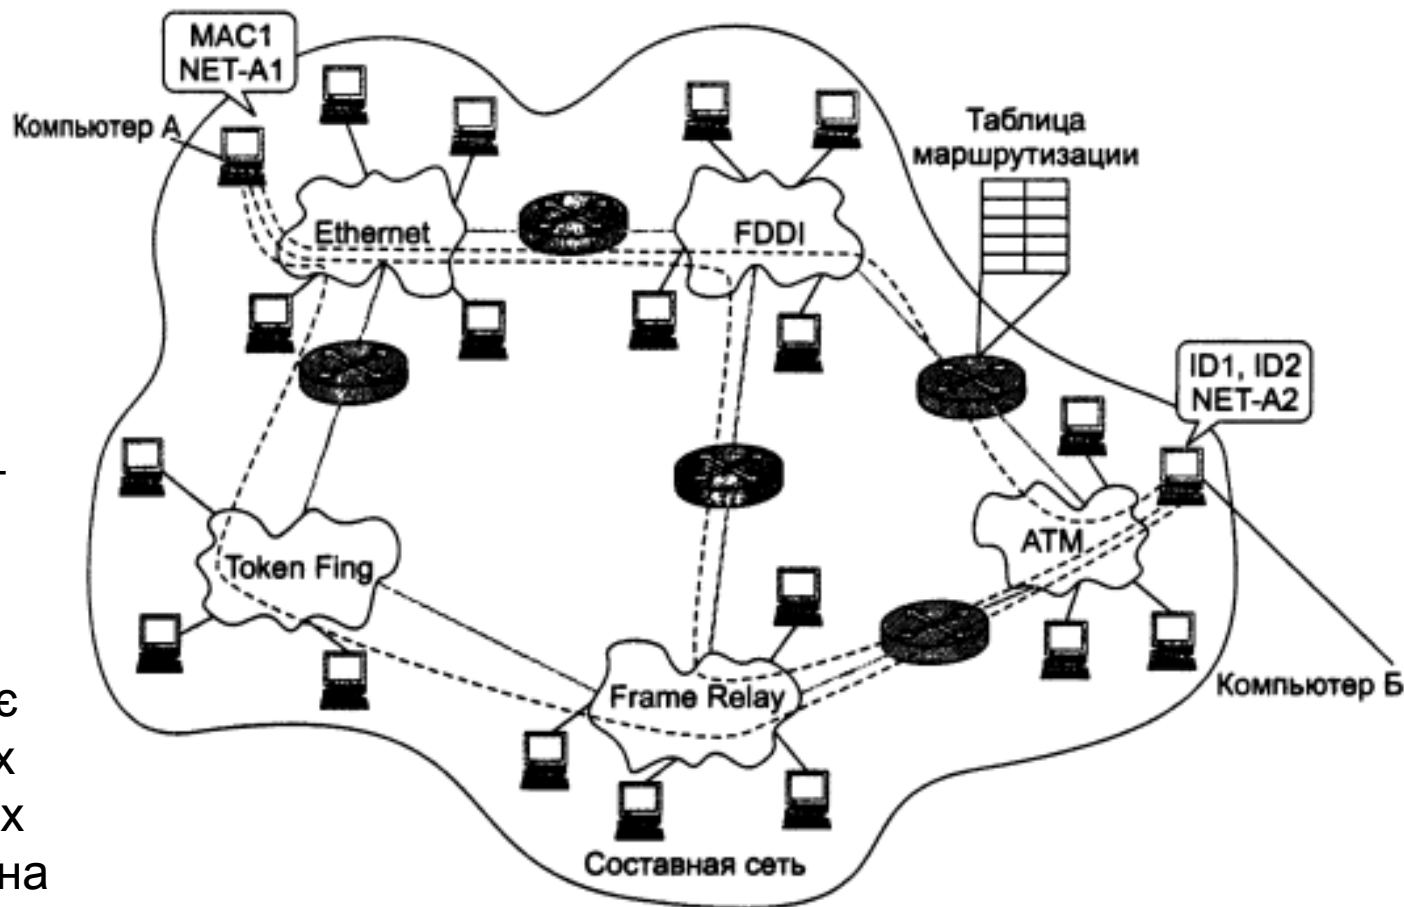 MAC1
NET-A1
Компьютер А
Ethernet
FDDI
Таблица
маршрутизации
ID1, ID2
NET-A2
ATM
Token Fing
Frame Relay
Компьютер Б
Составная сеть
є
х
х
на